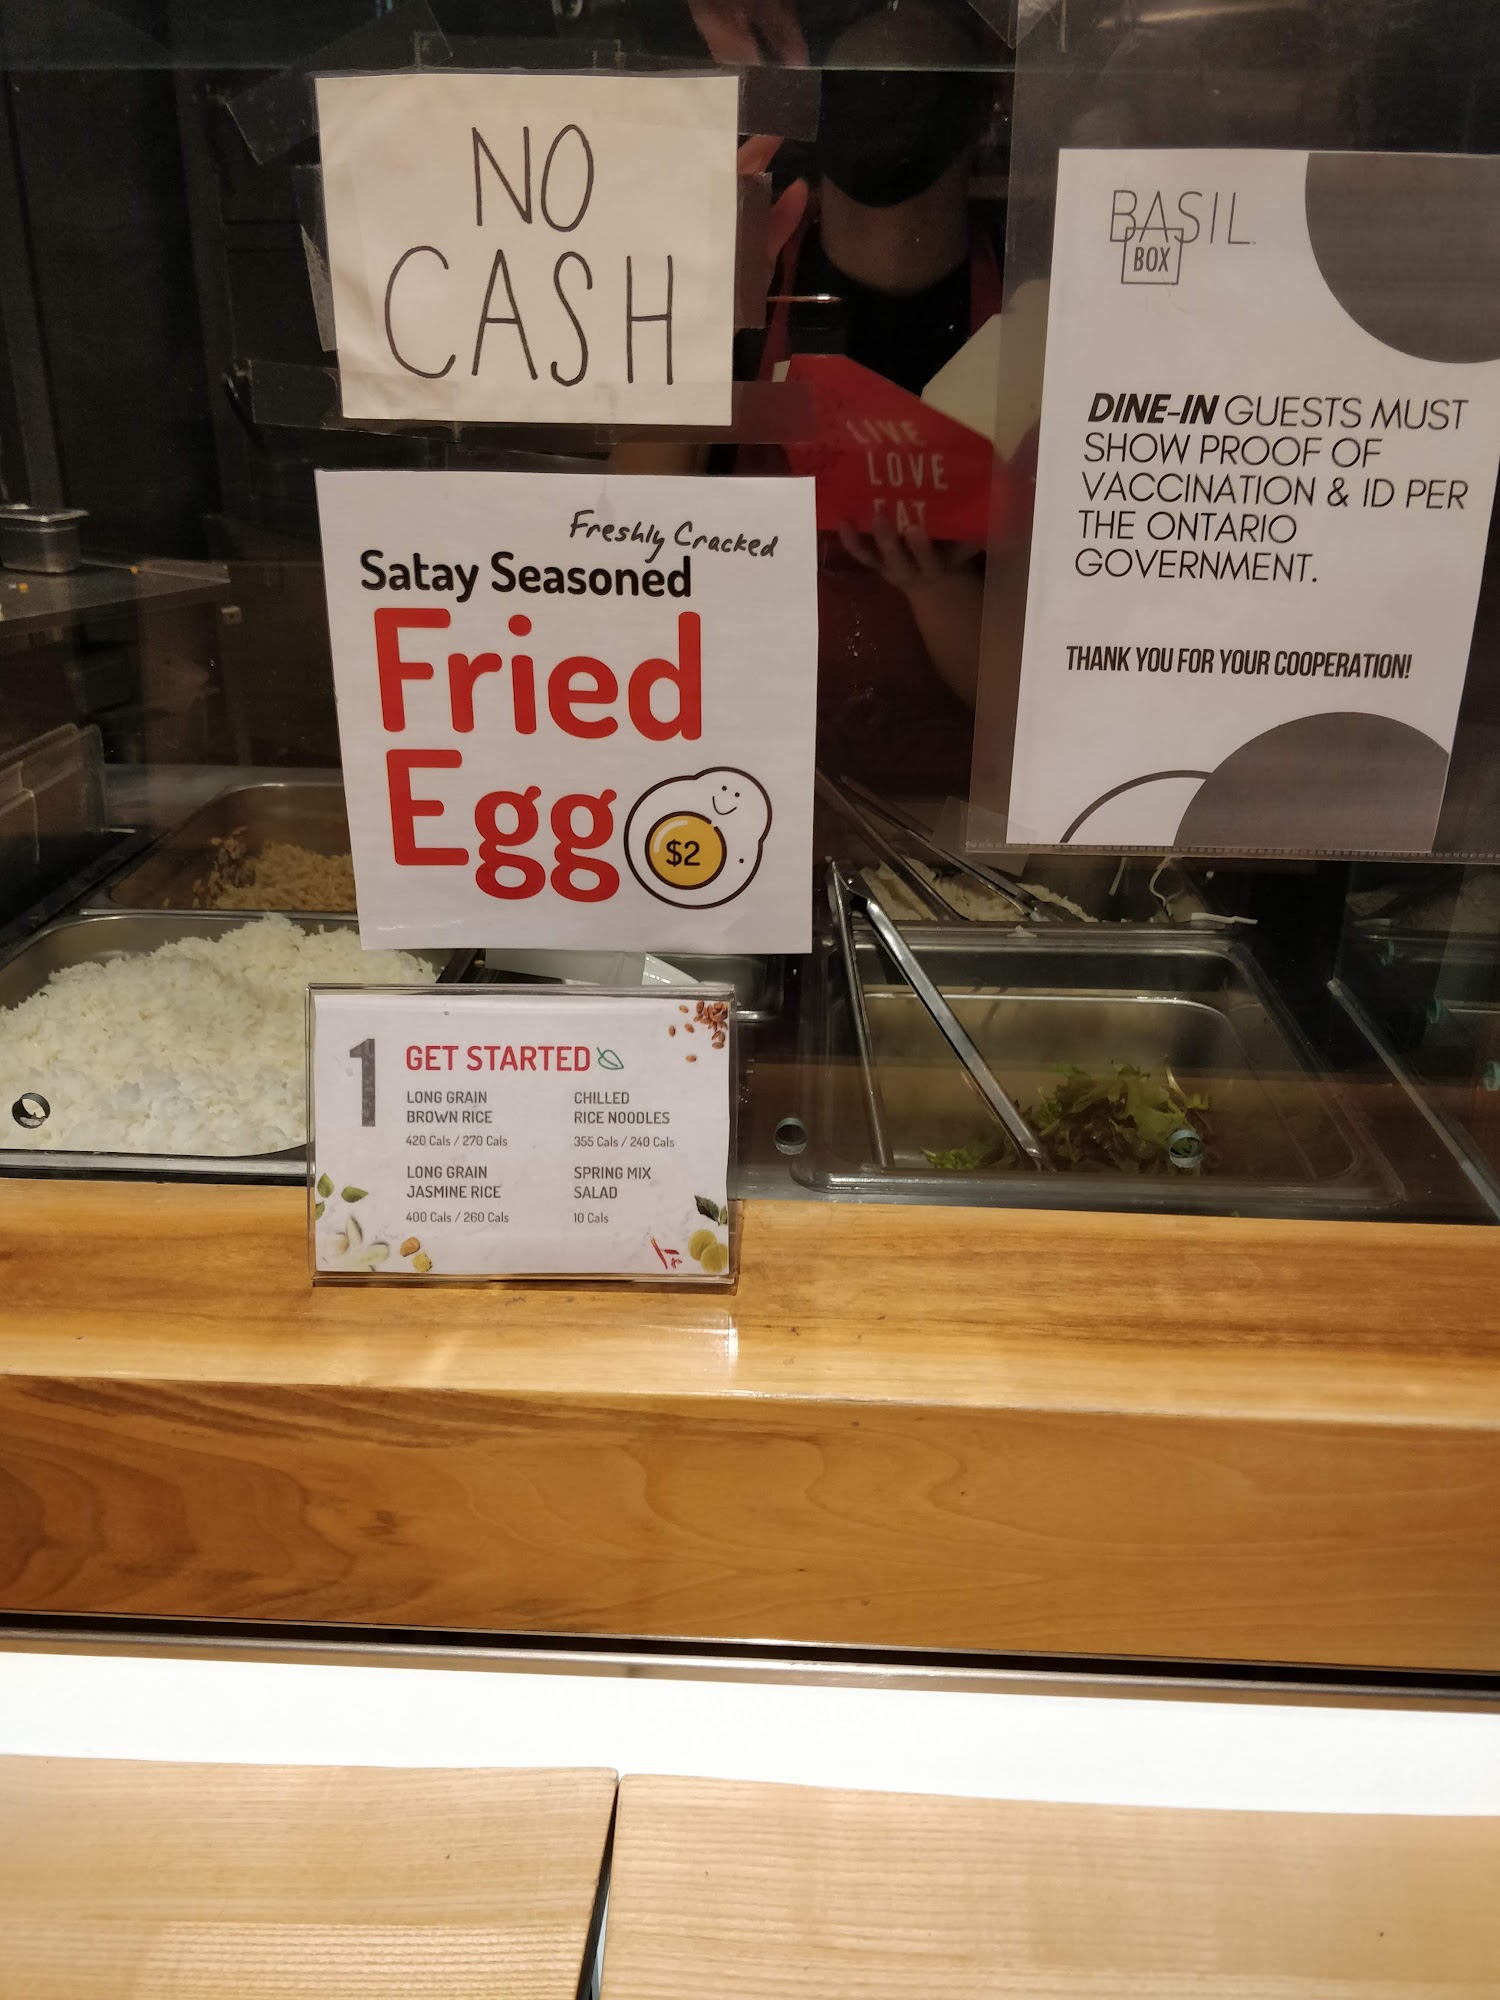 NO
CASH
Freshly Cracked
Satay Seasoned
Fried
Egg
$2
1
GET STARTED
LONG GRAIN
BROWN RICE
420 Cals / 270 Cals
LONG GRAIN
JASMINE RICE
400 Cals / 260 Cals
CHILLED
RICE NOODLES
355 Cals / 240 Cals
SPRING MIX
SALAD
10 Cals
LIVE
LOVE
EAT
BASIL
BOX
DINE-IN GUESTS MUST
SHOW PROOF OF
VACCINATION & ID PER
THE ONTARIO
GOVERNMENT.
THANK YOU FOR YOUR COOPERATION!